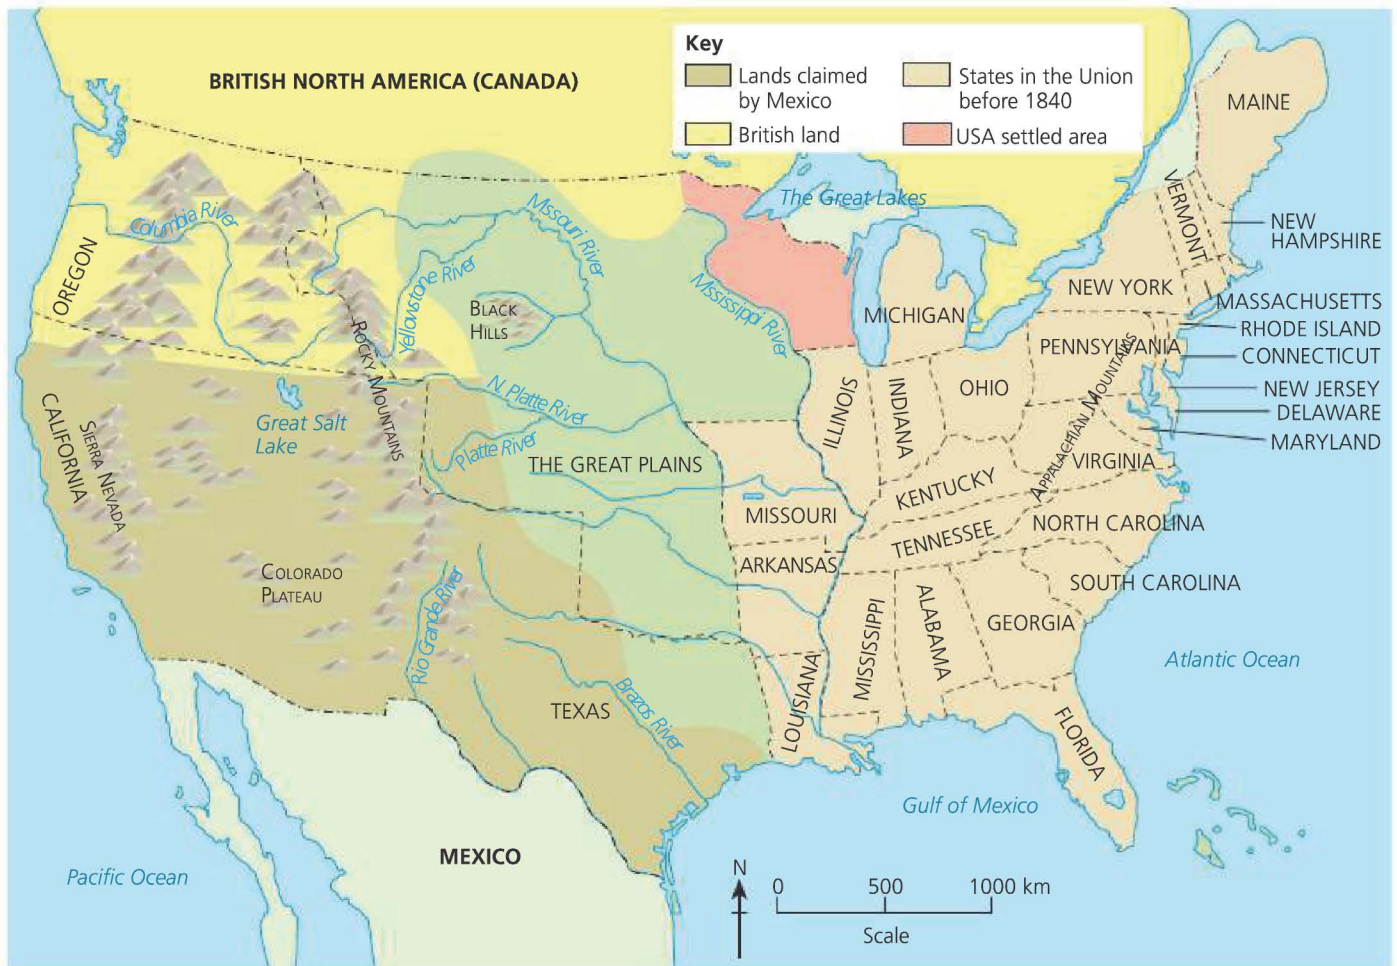 BRITISH NORTH AMERICA (CANADA)
Key
Lands claimed
by Mexico
States in the Union
before 1840
British land
USA settled area
MAINE
The Great Lakes
VERMONT
NEW
HAMPSHIRE
Columbia River
Mssouri River
OREGON
Yellowstone River
BLACK
HILLS
Mssissippi River
MICHIGAN
NEW YORK
MASSACHUSETTS
RHODE ISLAND
CONNECTICUT
PENNSYLVANIA
NEW JERSEY
DELAWARE
MARYLAND
ROCKY MOUNTAINS
APPALACHIAN MOUNTAINS
Great Salt
Lake
CALIFORNIA
SIERRA NEVADA
N. Platte River
Platte River
THE GREAT PLAINS
ILLINOIS
INDIANA
OHIO
VIRGINIA
KENTUCKY
MISSOURI
TENNESSEE
NORTH CAROLINA
ARKANSAS
SOUTH CAROLINA
COLORADO
PLATEAU
Rio Grande River
MISSISSIPPI
ALABAMA
GEORGIA
Atlantic Ocean
TEXAS
Brazos River
LOUISIANA
FLORIDA
Gulf of Mexico
MEXICO
Pacific Ocean
N
0 500 1000 km
Scale